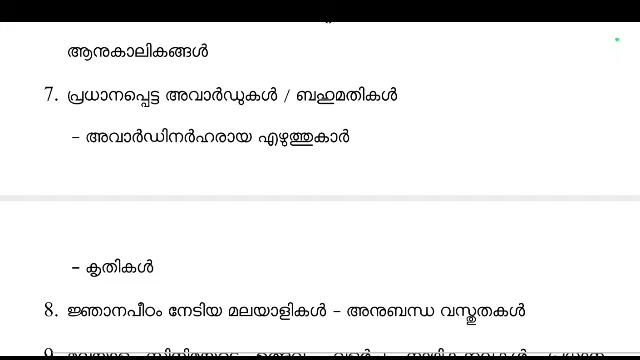 ആനുകാലികങ്ങൾ
7. പ്രധാനപ്പെട്ട അവാർഡുകൾ / ബഹുമതികൾ
– അവാർഡിനർഹരായ എഴുത്തുകാർ
– കൃതികൾ
8. ജ്ഞാനപീഠം നേടിയ മലയാളികൾ – അനുബന്ധ വസ്തുതകൾ